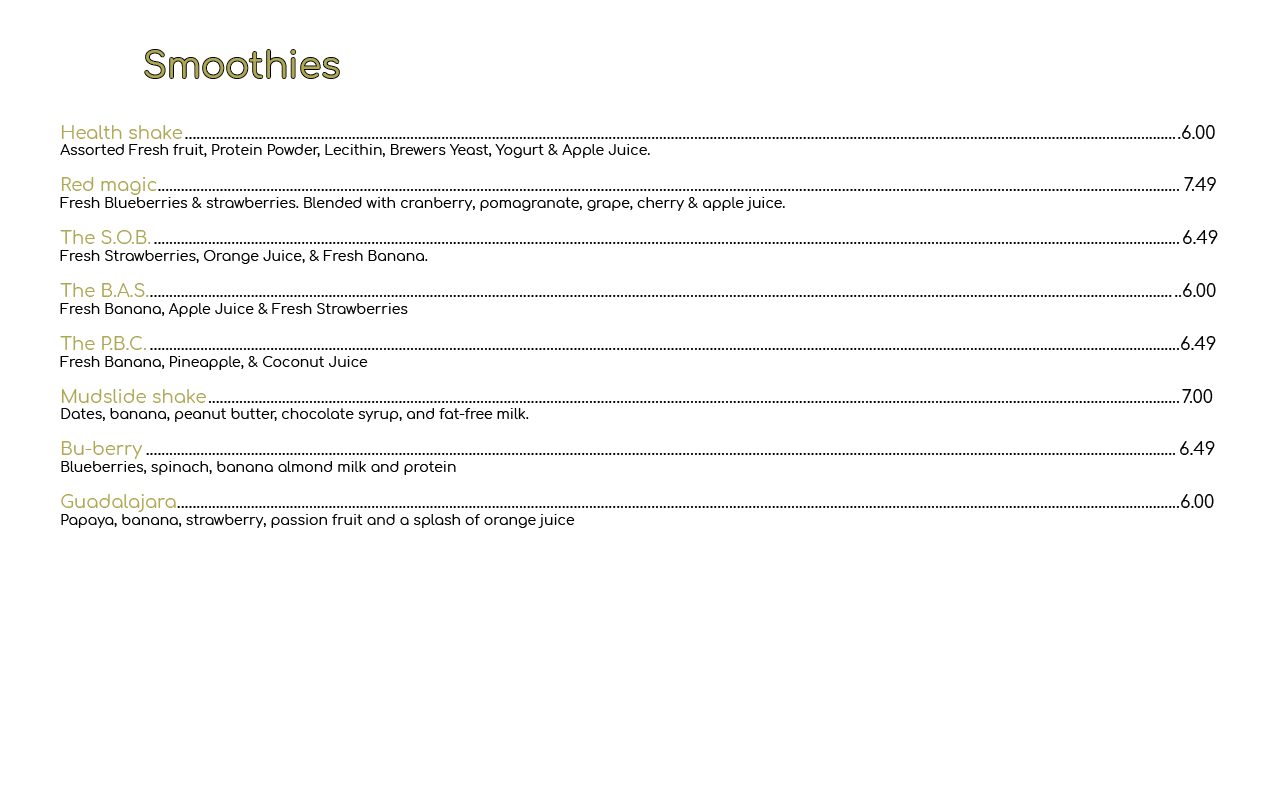 Smoothies
Health shake 6.00
Assorted Fresh fruit, Protein Powder, Lecithin, Brewers Yeast, Yogurt & Apple Juice.
Red magic 7.49
Fresh Blueberries & strawberries. Blended with cranberry, pomagranate, grape, cherry & apple juice.
The S.O.B. 6.49
Fresh Strawberries, Orange Juice, & Fresh Banana.
The B.A.S. 6.00
Fresh Banana, Apple Juice & Fresh Strawberries
The P.B.C. 6.49
Fresh Banana, Pineapple, & Coconut Juice
Mudslide shake 7.00
Dates, banana, peanut butter, chocolate syrup, and fat-free milk.
Bu-berry 6.49
Blueberries, spinach, banana almond milk and protein
Guadalajara 6.00
Papaya, banana, strawberry, passion fruit and a splash of orange juice